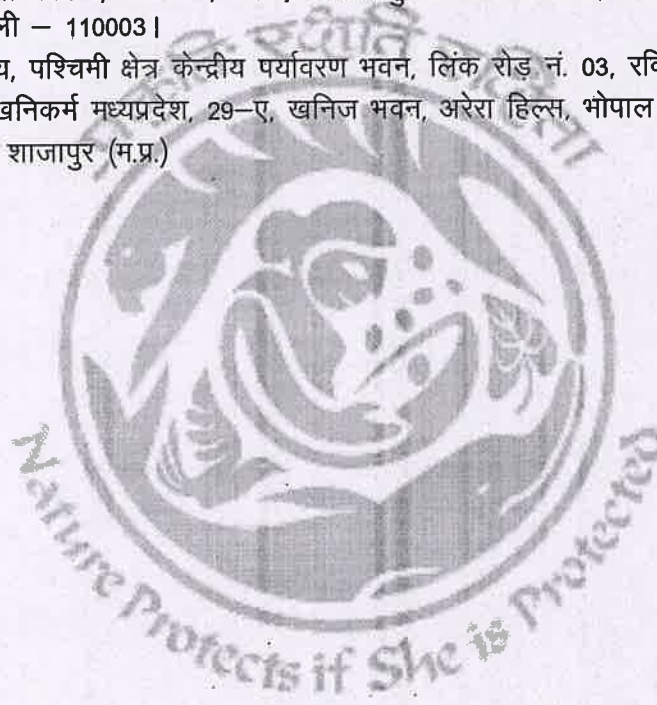 ली – 110003।
य, पश्चिमी क्षेत्र केन्द्रीय पर्यावरण भवन, लिंक रोड़ नं. 03,
खनिकर्म मध्यप्रदेश, 29–ए, खनिज भवन, अरेरा हिल्स, भोपाल
शाजापुर (म.प्र.)
Nature Protects if She is Protected